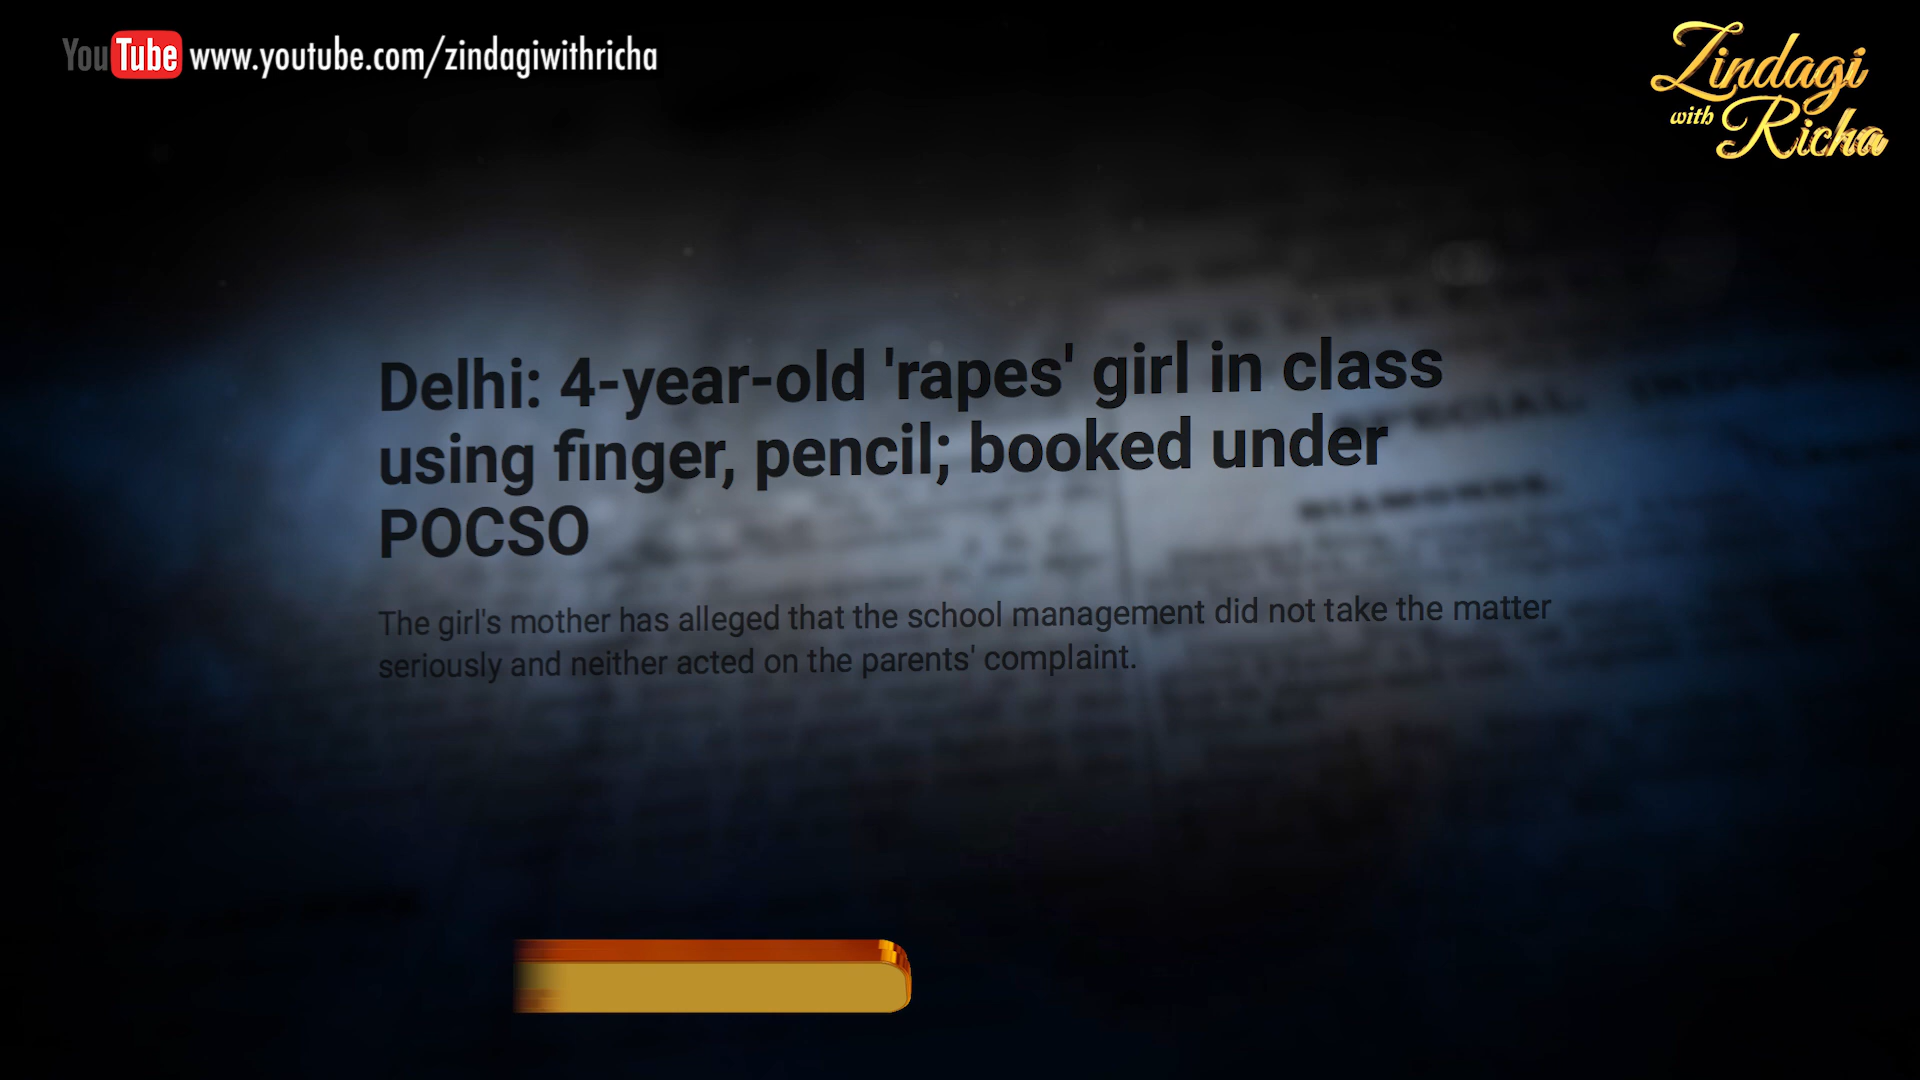 YouTube www.youtube.com/zindagiwithricha
Zindagi
with Richa
Delhi: 4-year-old 'rapes' girl in class
using finger, pencil; booked under
POCSO
The girl's mother has alleged that the school management did not take the matter
seriously and neither acted on the parents' complaint.